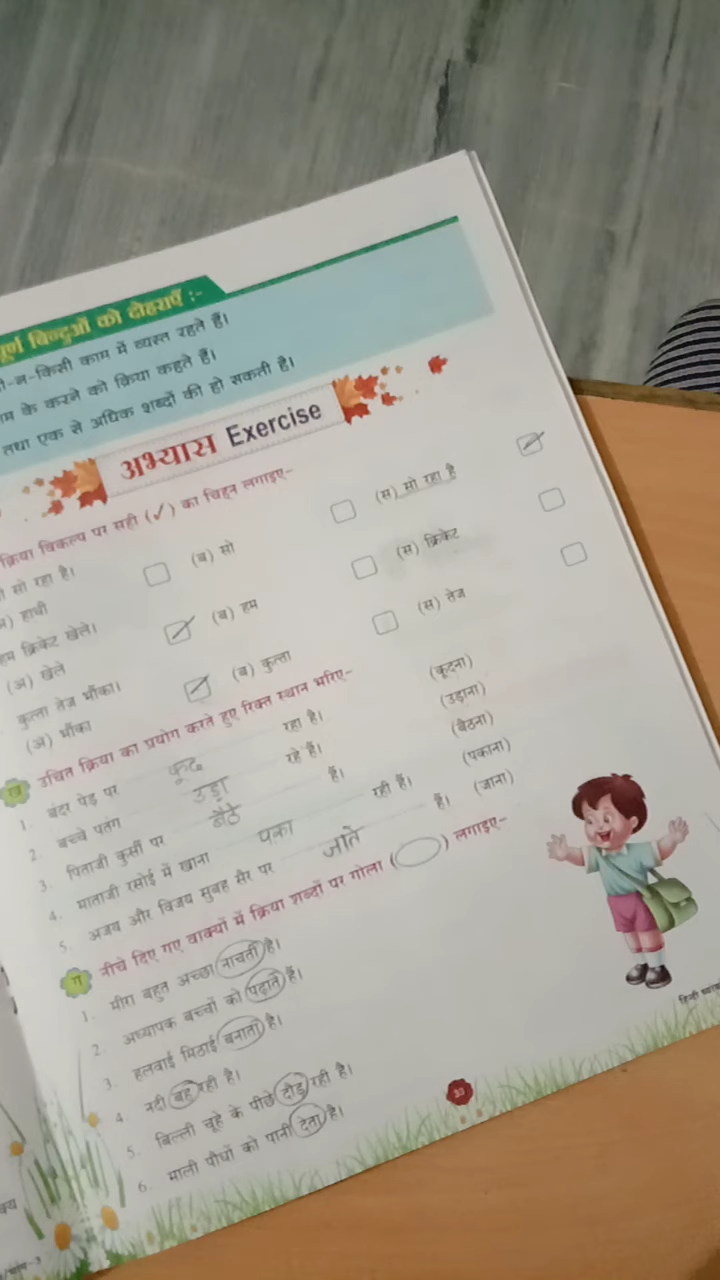 पूर्ण बिन्दुओं को दोहराएँ :-
-न-किसी काम में व्यस्त रहते हैं।
के करने को क्रिया कहते हैं।
तथा एक से अधिक शब्दों की हो सकती है।
अभ्यास Exercise
क्रिया विकल्प पर सही (✓) का चिह्न लगाइए-
सो रहा है।
हाथी (ब) सो (स) सो रहा है
हम क्रिकेट खेले।
(अ) खेले (ब) हम (स) क्रिकेट
कुत्ता तेज भौंका।
(अ) भौंका (ब) कुत्ता (स) तेज
ख उचित क्रिया का प्रयोग करते हुए रिक्त स्थान भरिए-
1. बंदर पेड़ पर कूद रहा है। (कूदना)
2. बच्चे पतंग उड़ा रहे हैं। (उड़ाना)
3. पिताजी कुर्सी पर बैठे हैं। (बैठना)
4. माताजी रसोई में खाना पका रही हैं। (पकाना)
5. अजय और विजय सुबह सैर पर जाते हैं। (जाना)
ग नीचे दिए गए वाक्यों में क्रिया शब्दों पर गोला ( ) लगाइए-
1. मीरा बहुत अच्छा नाचती है।
2. अध्यापक बच्चों को पढ़ाते हैं।
3. हलवाई मिठाई बनाता है।
4. नदी बह रही है।
5. बिल्ली चूहे के पीछे दौड़ रही है।
6. माली पौधों को पानी देता है।
33